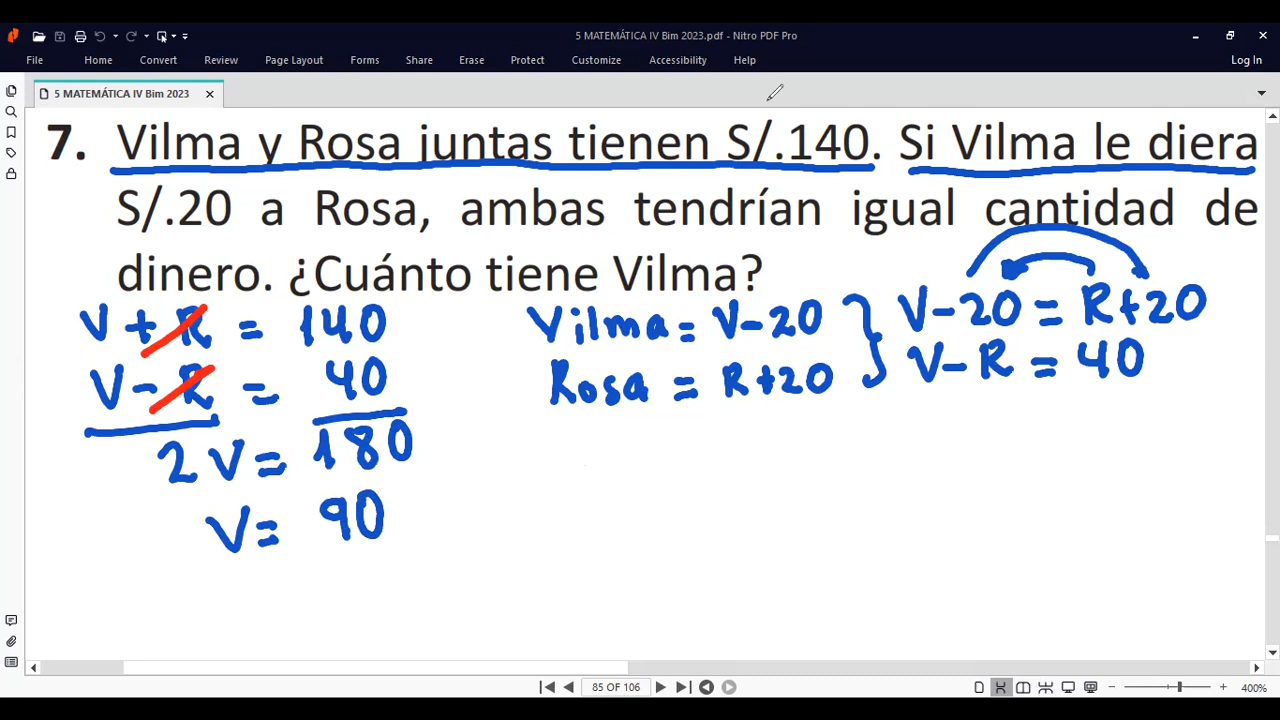 5 MATEMÁTICA IV Bim 2023.pdf - Nitro PDF Pro
File Home Convert Review Page Layout Forms Share Erase Protect Customize Accessibility Help Log In
5 MATEMÁTICA IV Bim 2023
7. Vilma y Rosa juntas tienen S/.140. Si Vilma le diera
S/.20 a Rosa, ambas tendrían igual cantidad de
dinero. ¿Cuánto tiene Vilma?
V + R = 140
V - R = 40
2V = 180
V = 90
Vilma = V-20
Rosa = R+20
V-20 = R+20
V-R = 40
85 OF 106
400%